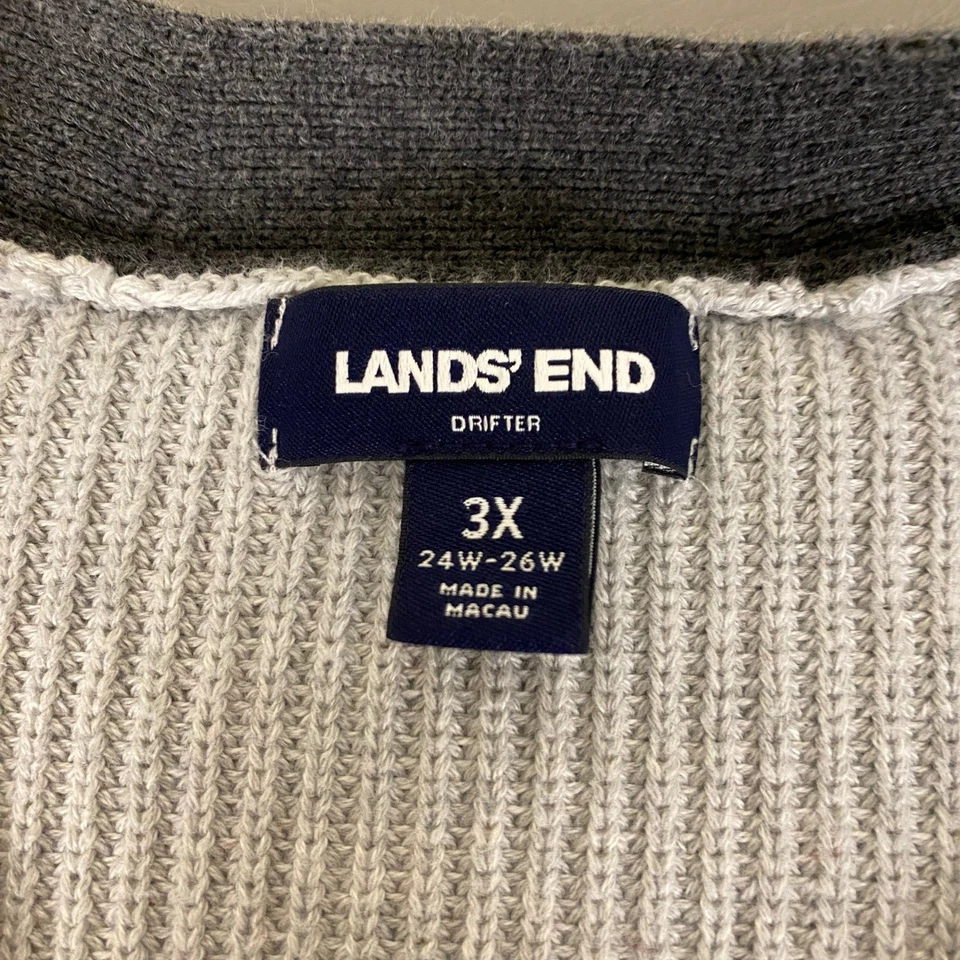 LANDS' END
DRIFTER
3X
24W-26W
MADE IN
MACAU